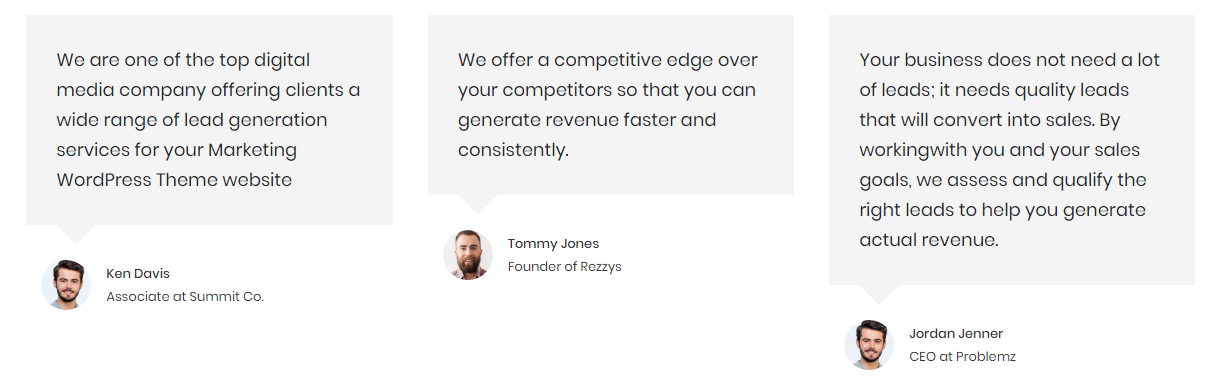 We are one of the top digital
media company offering clients a
wide range of lead generation
services for your Marketing
WordPress Theme website
Ken Davis
Associate at Summit Co.
We offer a competitive edge over
your competitors so that you can
generate revenue faster and
consistently.
Tommy Jones
Founder of Rezzys
Your business does not need a lot
of leads; it needs quality leads
that will convert into sales. By
workingwith you and your sales
goals, we assess and qualify the
right leads to help you generate
actual revenue.
Jordan Jenner
CEO at Problemz